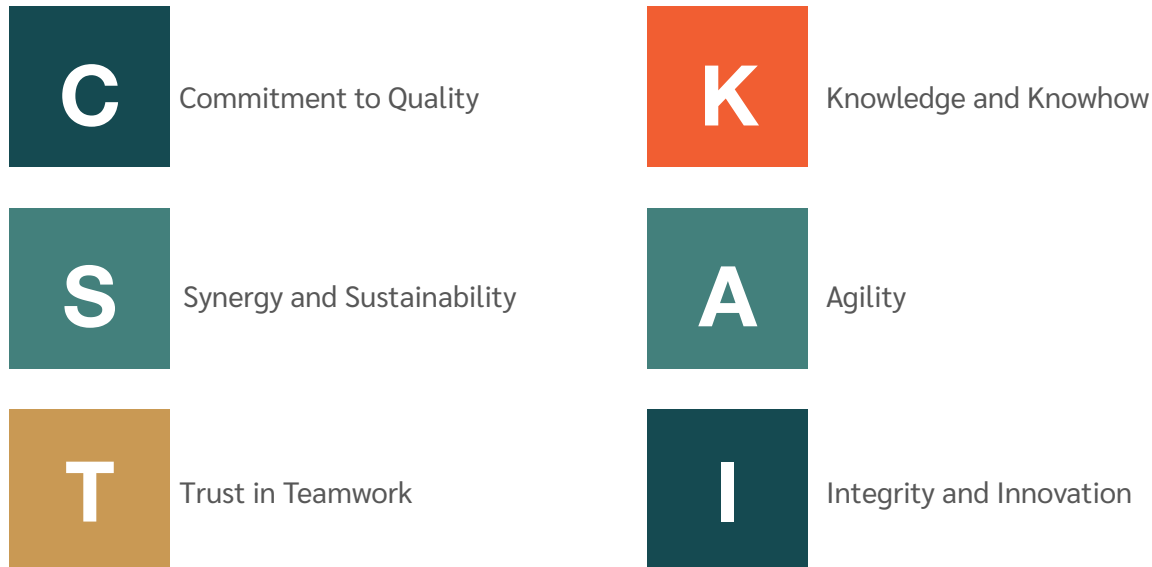 C Commitment to Quality
K Knowledge and Knowhow
S Synergy and Sustainability
A Agility
T Trust in Teamwork
I Integrity and Innovation